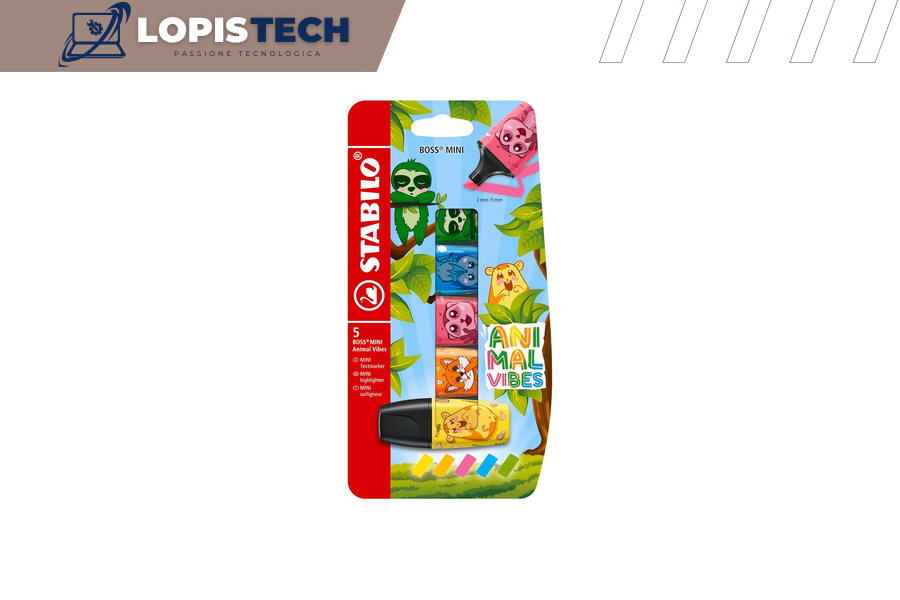 LOPISTECH
PASSIONE TECNOLOGICA
BOSS® MINI
2 mm/5 mm
STABILO®
ANI
MAL
VIBES
5
BOSS® MINI
Animal Vibes
MINI
Textmarker
MINI
highlighter
MINI
surligneur